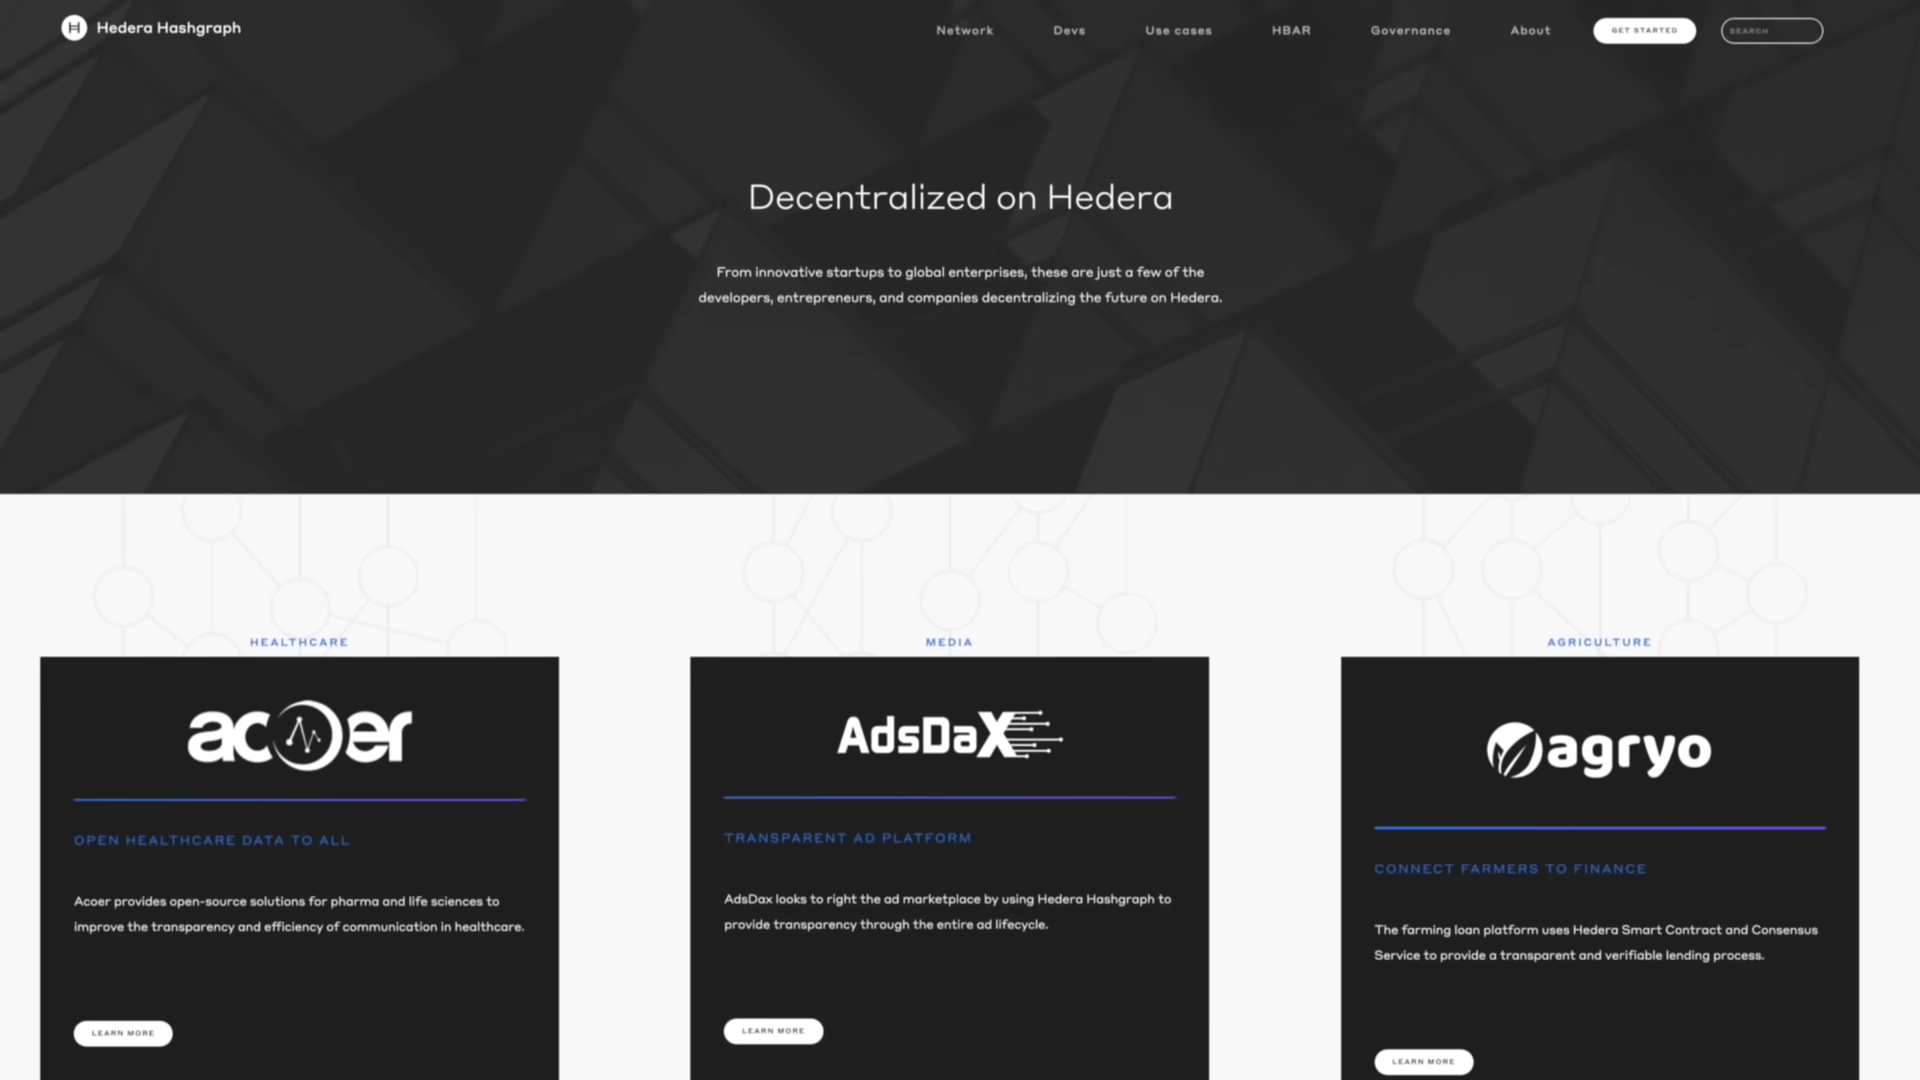 Hedera Hashgraph
Network
Devs
Use cases
HBAR
Governance
About
GET STARTED
SEARCH
Decentralized on Hedera
From innovative startups to global enterprises, these are just a few of the
developers, entrepreneurs, and companies decentralizing the future on Hedera.
HEALTHCARE
acoer
OPEN HEALTHCARE DATA TO ALL
Acoer provides open-source solutions for pharma and life sciences to
improve the transparency and efficiency of communication in healthcare.
LEARN MORE
MEDIA
AdsDaX
TRANSPARENT AD PLATFORM
AdsDax looks to right the ad marketplace by using Hedera Hashgraph to
provide transparency through the entire ad lifecycle.
LEARN MORE
AGRICULTURE
agryo
CONNECT FARMERS TO FINANCE
The farming loan platform uses Hedera Smart Contract and Consensus
Service to provide a transparent and verifiable lending process.
LEARN MORE